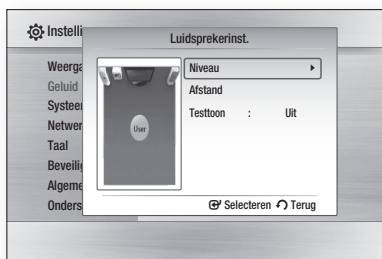 Instelli
Luidsprekerinst.
Weerga
Geluid
Systee
Netwer
Taal
Beveilig
Algeme
Onders
User
Niveau
Afstand
Testtoon : Uit
Selecteren Terug